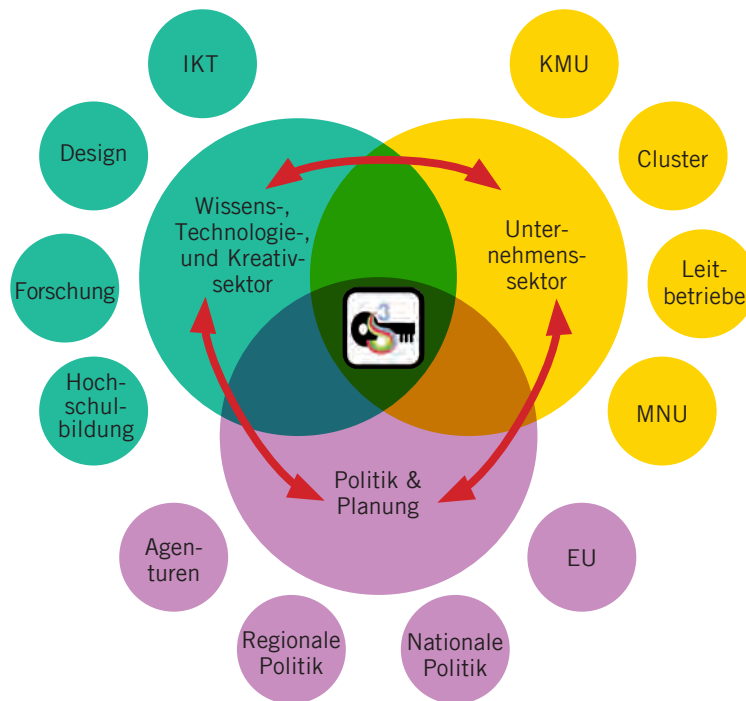 IKT
KMU
Design
Cluster
Wissens-,
Technologie-,
und Kreativ-
sektor
Unter-
nehmens-
sektor
Forschung
Leit-
betriebe
3
Hoch-
schul-
bildung
MNU
Politik &
Planung
Agen-
turen
EU
Regionale
Politik
Nationale
Politik